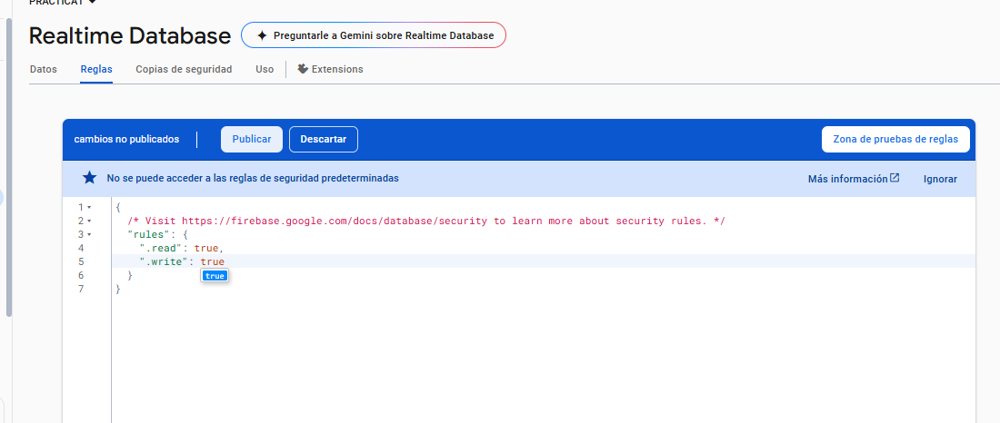 PRACTICAT
Realtime Database Preguntarle a Gemini sobre Realtime Database
Datos Reglas Copias de seguridad Uso Extensions
cambios no publicados Publicar Descartar Zona de pruebas de reglas
No se puede acceder a las reglas de seguridad predeterminadas Más información Ignorar
1 {
2 /* Visit https://firebase.google.com/docs/database/security to learn more about security rules. */
3 "rules": {
4 ".read": true,
5 ".write": true
true
6 }
7 }